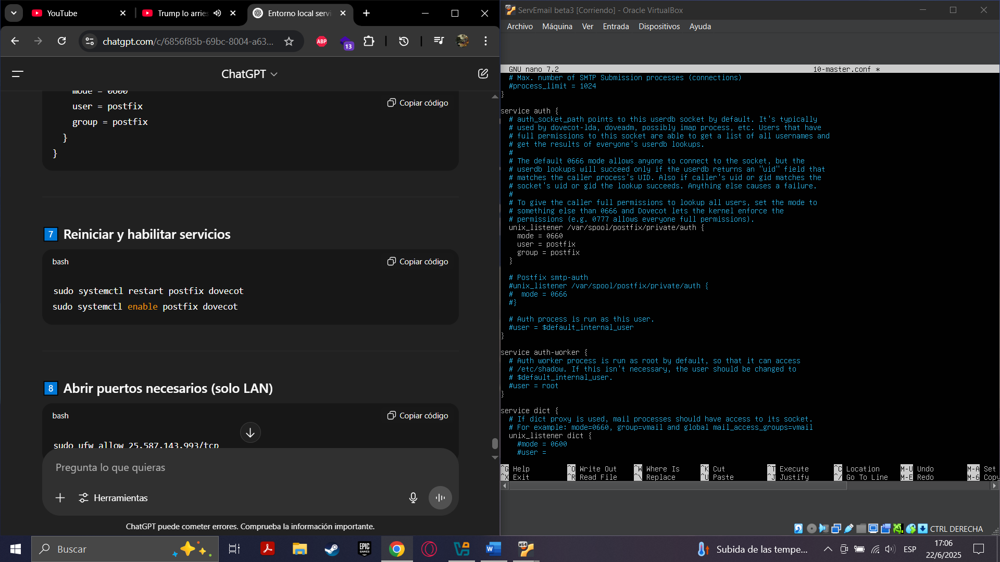 YouTube
Trump lo arries
Entorno local servi
chatgpt.com/c/6856f85b-69bc-8004-a63...
ABP
13
ChatGPT
mode = 0600
user = postfix
group = postfix
}
}
Copiar código
7 Reiniciar y habilitar servicios
bash
Copiar código
sudo systemctl restart postfix dovecot
sudo systemctl enable postfix dovecot
8 Abrir puertos necesarios (solo LAN)
bash
Copiar código
sudo ufw allow 25,587,143,993/tcp
Pregunta lo que quieras
Herramientas
ChatGPT puede cometer errores. Comprueba la información importante.
ServEmail beta3 [Corriendo] - Oracle VirtualBox
Archivo Máquina Ver Entrada Dispositivos Ayuda
GNU nano 7.2 10-master.conf *
# Max. number of SMTP Submission processes (connections)
#process_limit = 1024
}
service auth {
# auth_socket_path points to this userdb socket by default. It's typically
# used by dovecot-lda, doveadm, possibly imap process, etc. Users that have
# full permissions to this socket are able to get a list of all usernames and
# get the results of everyone's userdb lookups.
#
# The default 0666 mode allows anyone to connect to the socket, but the
# userdb lookups will succeed only if the userdb returns an "uid" field that
# matches the caller process's UID. Also if caller's uid or gid matches the
# socket's uid or gid the lookup succeeds. Anything else causes a failure.
#
# To give the caller full permissions to lookup all users, set the mode to
# something else than 0666 and Dovecot lets the kernel enforce the
# permissions (e.g. 0777 allows everyone full permissions).
unix_listener /var/spool/postfix/private/auth {
mode = 0660
user = postfix
group = postfix
}
# Postfix smtp-auth
#unix_listener /var/spool/postfix/private/auth {
#  mode = 0666
#}
# Auth process is run as this user.
#user = $default_internal_user
}
service auth-worker {
# Auth worker process is run as root by default, so that it can access
# /etc/shadow. If this isn't necessary, the user should be changed to
# $default_internal_user.
#user = root
}
service dict {
# If dict proxy is used, mail processes should have access to its socket.
# For example: mode=0660, group=vmail and global mail_access_groups=vmail
unix_listener dict {
#mode = 0600
#user =
^G Help ^O Write Out ^W Where Is ^K Cut ^T Execute ^C Location M-U Undo M-A Set
^X Exit ^R Read File ^\ Replace ^U Paste ^J Justify ^/ Go To Line M-E Redo M-6 Copy
CTRL DERECHA
Buscar
EPIC GAMES
W
x64
Subida de las tempe...
ESP
17:06
22/6/2025